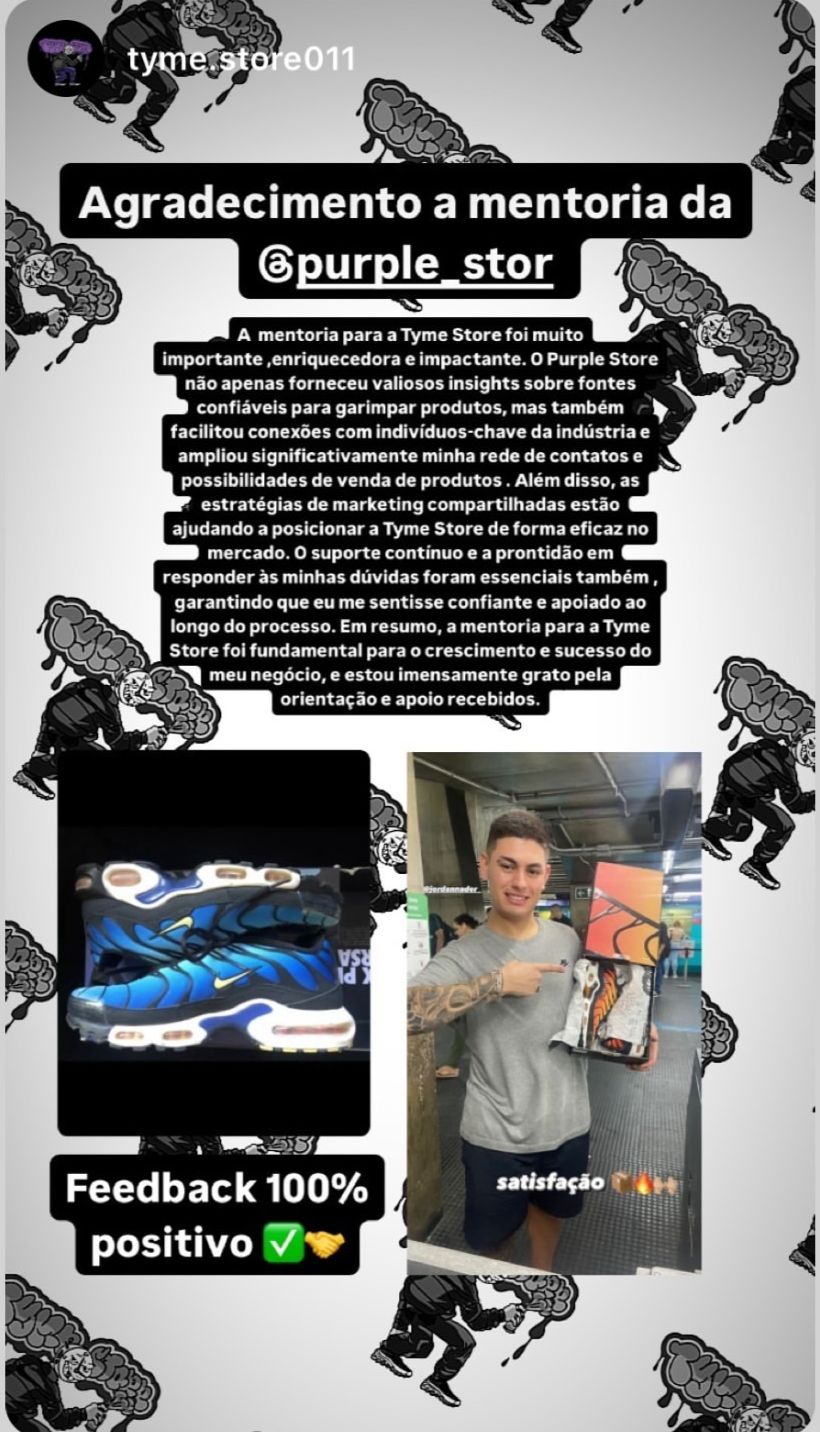 tyme.store011
Agradecimento a mentoria da
@purple_stor
A mentoria para a Tyme Store foi muito
importante ,enriquecedora e impactante. O Purple Store
não apenas forneceu valiosos insights sobre fontes
confiáveis para garimpar produtos, mas também
facilitou conexões com indivíduos-chave da indústria e
ampliou significativamente minha rede de contatos e
possibilidades de venda de produtos . Além disso, as
estratégias de marketing compartilhadas estão
ajudando a posicionar a Tyme Store de forma eficaz no
mercado. O suporte contínuo e a prontidão em
responder às minhas dúvidas foram essenciais também ,
garantindo que eu me sentisse confiante e apoiado ao
longo do processo. Em resumo, a mentoria para a Tyme
Store foi fundamental para o crescimento e sucesso do
meu negócio, e estou imensamente grato pela
orientação e apoio recebidos.
@jordannader_
satisfação 📦🔥🤝🏼
Feedback 100%
positivo ✅🤝